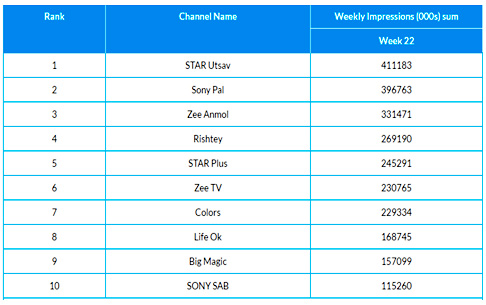 Rank Channel Name Weekly Impressions (000s) sum
Week 22
1 STAR Utsav 411183
2 Sony Pal 396763
3 Zee Anmol 331471
4 Rishtey 269190
5 STAR Plus 245291
6 Zee TV 230765
7 Colors 229334
8 Life Ok 168745
9 Big Magic 157099
10 SONY SAB 115260